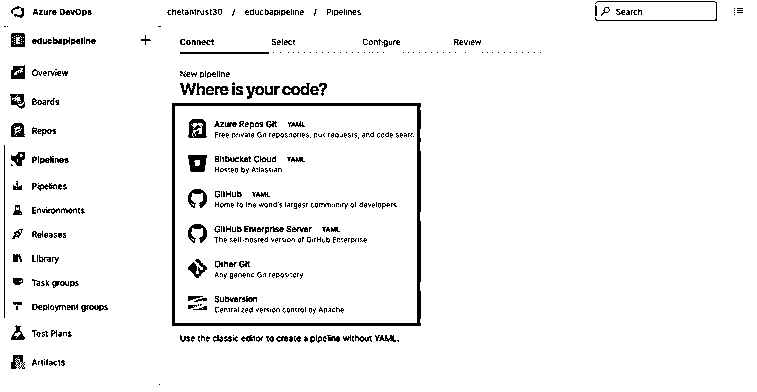 Azure DevOps
chetantrust30 / educbapipeline / Pipelines
Search
educbapipeline
Overview
Boards
Repos
Pipelines
Pipelines
Environments
Releases
Library
Task groups
Deployment groups
Test Plans
Artifacts
Connect Select Configure Review
New pipeline
Where is your code?
Azure Repos Git YAML
Free private Git repositories, pull requests, and code search
Bitbucket Cloud YAML
Hosted by Atlassian
GitHub YAML
Home to the world's largest community of developers
GitHub Enterprise Server YAML
The self-hosted version of GitHub Enterprise
Other Git
Any generic Git repository
Subversion
Centralized version control by Apache
Use the classic editor to create a pipeline without YAML.